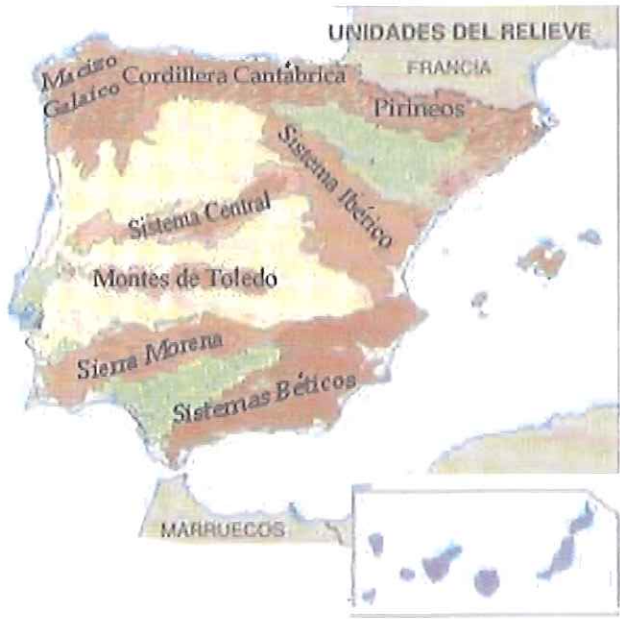 UNIDADES DEL RELIEVE
FRANCIA
Macizo
Galaico
Cordillera Cantábrica
Pirineos
Sistema Ibérico
Sistema Central
Montes de Toledo
Sierra Morena
Sistemas Béticos
MARRUECOS